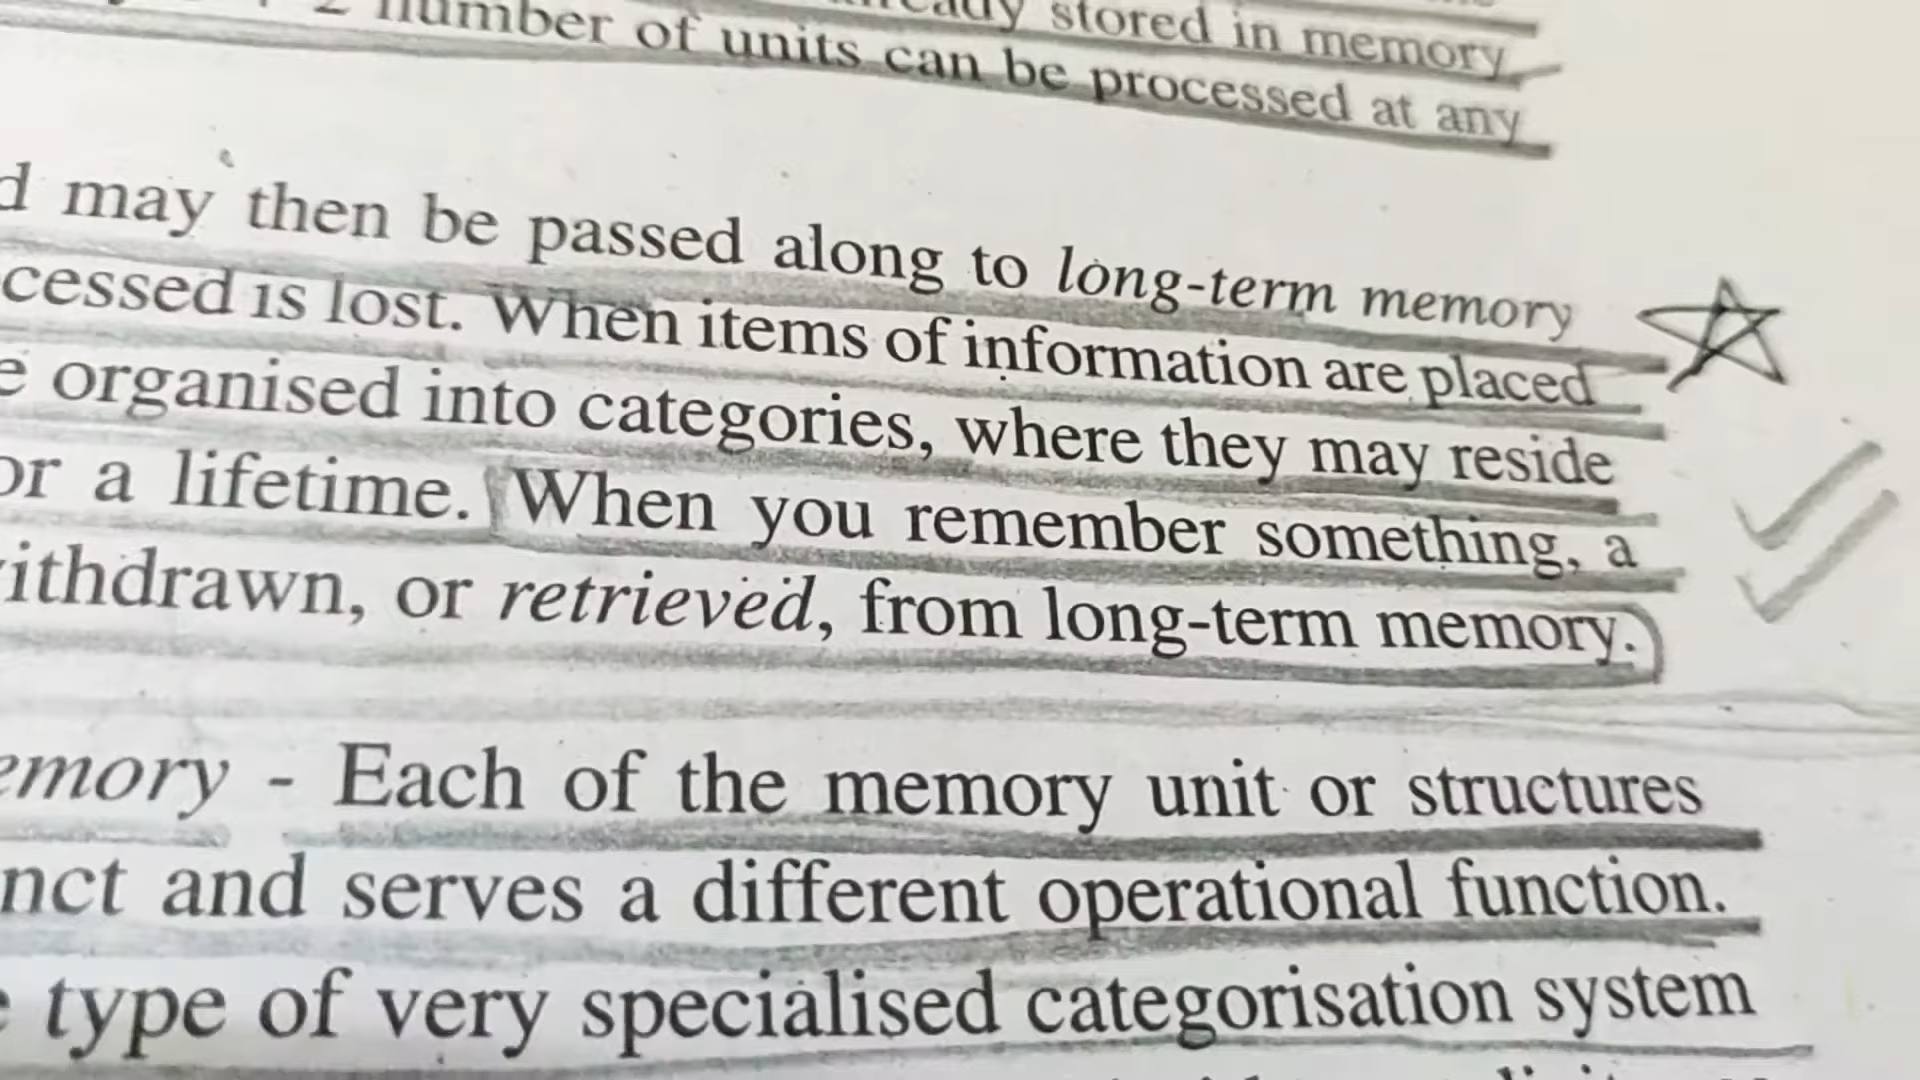 stored in memory
number of units can be processed at any
may then be passed along to long-term memory
cessed is lost. When items of information are placed
organised into categories, where they may reside
or a lifetime. When you remember something, a
ithdrawn, or retrieved, from long-term memory.
emory - Each of the memory unit or structures
nct and serves a different operational function.
type of very specialised categorisation system